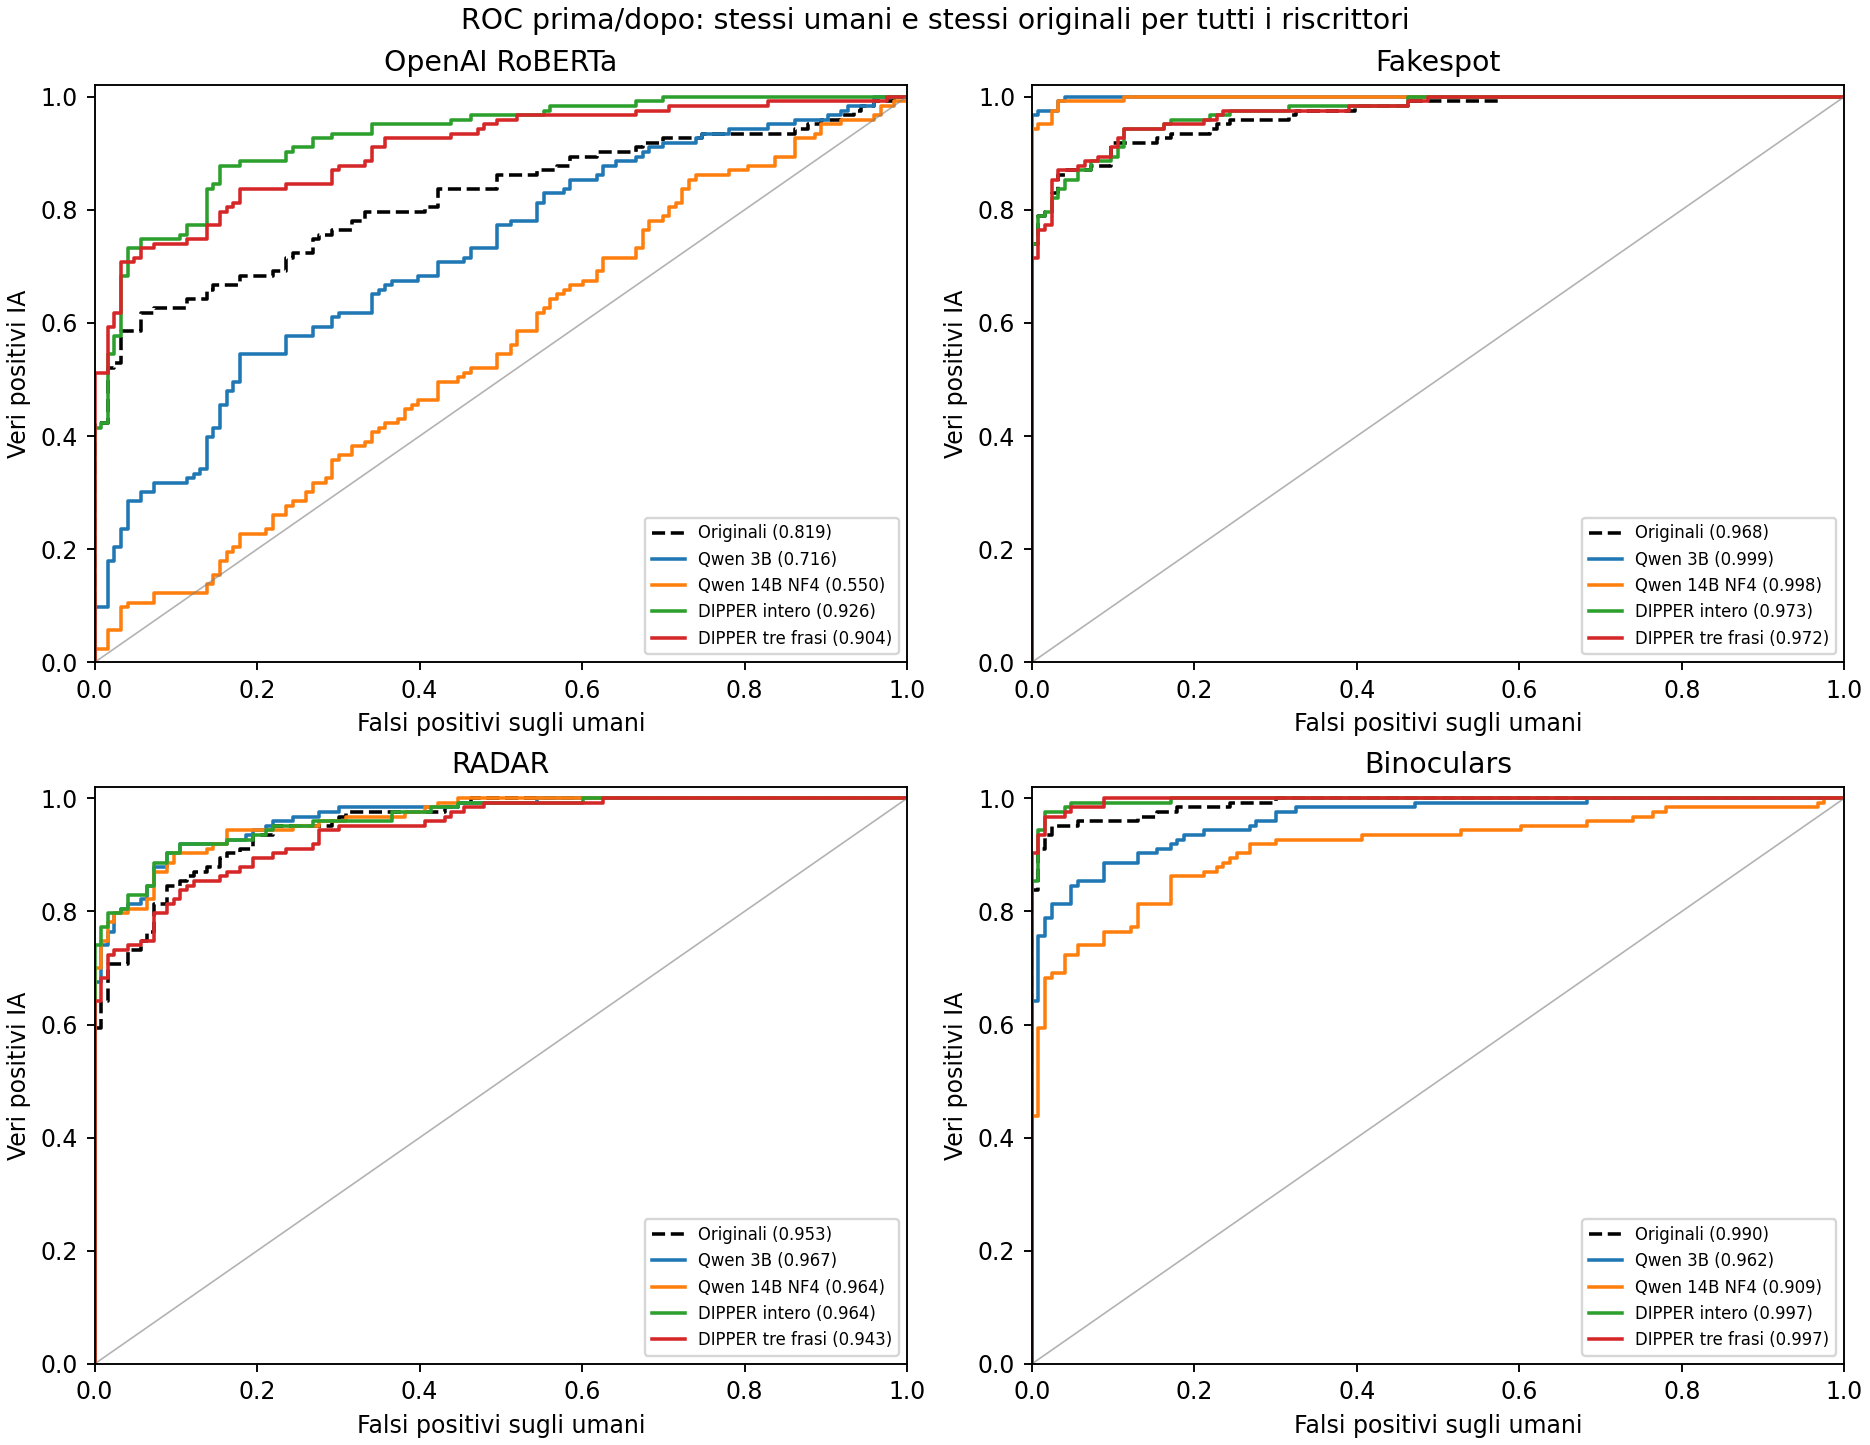 ROC prima/dopo: stessi umani e stessi originali per tutti i riscrittori
OpenAI RoBERTa
Veri positivi IA
1.0
0.8
0.6
0.4
0.2
0.0
0.0 0.2 0.4 0.6 0.8 1.0
Falsi positivi sugli umani
Originali (0.819)
Qwen 3B (0.716)
Qwen 14B NF4 (0.550)
DIPPER intero (0.926)
DIPPER tre frasi (0.904)
Fakespot
Veri positivi IA
1.0
0.8
0.6
0.4
0.2
0.0
0.0 0.2 0.4 0.6 0.8 1.0
Falsi positivi sugli umani
Originali (0.968)
Qwen 3B (0.999)
Qwen 14B NF4 (0.998)
DIPPER intero (0.973)
DIPPER tre frasi (0.972)
RADAR
Veri positivi IA
1.0
0.8
0.6
0.4
0.2
0.0
0.0 0.2 0.4 0.6 0.8 1.0
Falsi positivi sugli umani
Originali (0.953)
Qwen 3B (0.967)
Qwen 14B NF4 (0.964)
DIPPER intero (0.964)
DIPPER tre frasi (0.943)
Binoculars
Veri positivi IA
1.0
0.8
0.6
0.4
0.2
0.0
0.0 0.2 0.4 0.6 0.8 1.0
Falsi positivi sugli umani
Originali (0.990)
Qwen 3B (0.962)
Qwen 14B NF4 (0.909)
DIPPER intero (0.997)
DIPPER tre frasi (0.997)